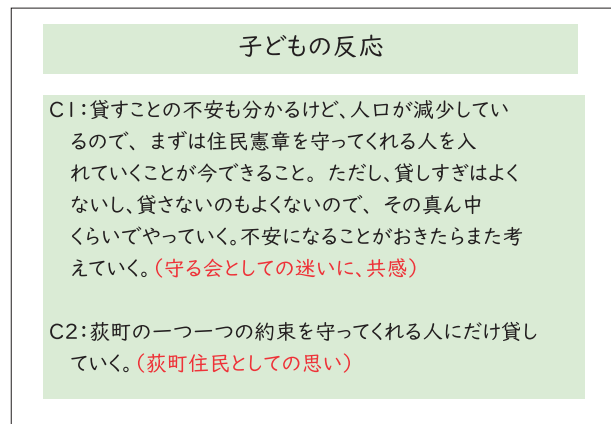 子どもの反応
C1:貸すことの不安も分かるけど、人口が減少してい
るので、まずは住民憲章を守ってくれる人を入
れていくことが今できること。ただし、貸しすぎはよく
ないし、貸さないのもよくないので、その真ん中
くらいでやっていく。不安になることがおきたらまた考
えていく。(守る会としての迷いに、共感)
C2:荻町の一つ一つの約束を守ってくれる人にだけ貸し
ていく。(荻町住民としての思い)